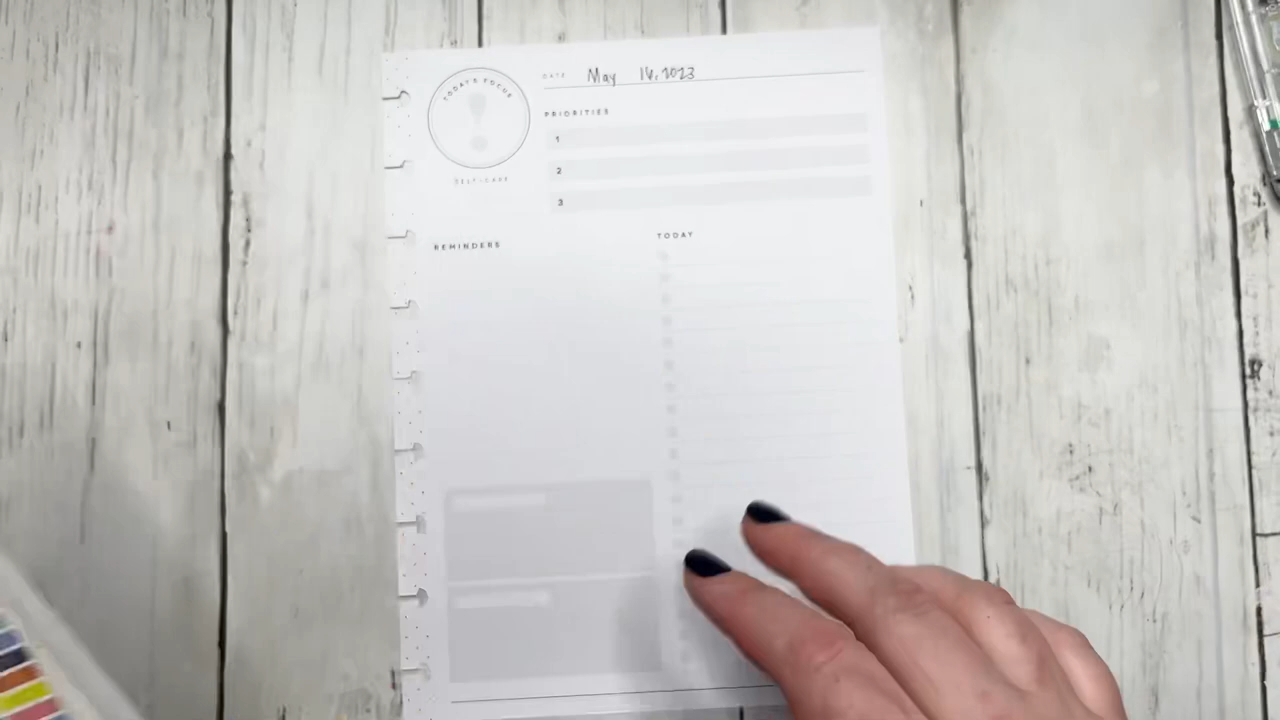 TODAY'S FOCUS
DATE May 16, 2023
PRIORITIES
1
2
3
SELF-CARE
REMINDERS
TODAY